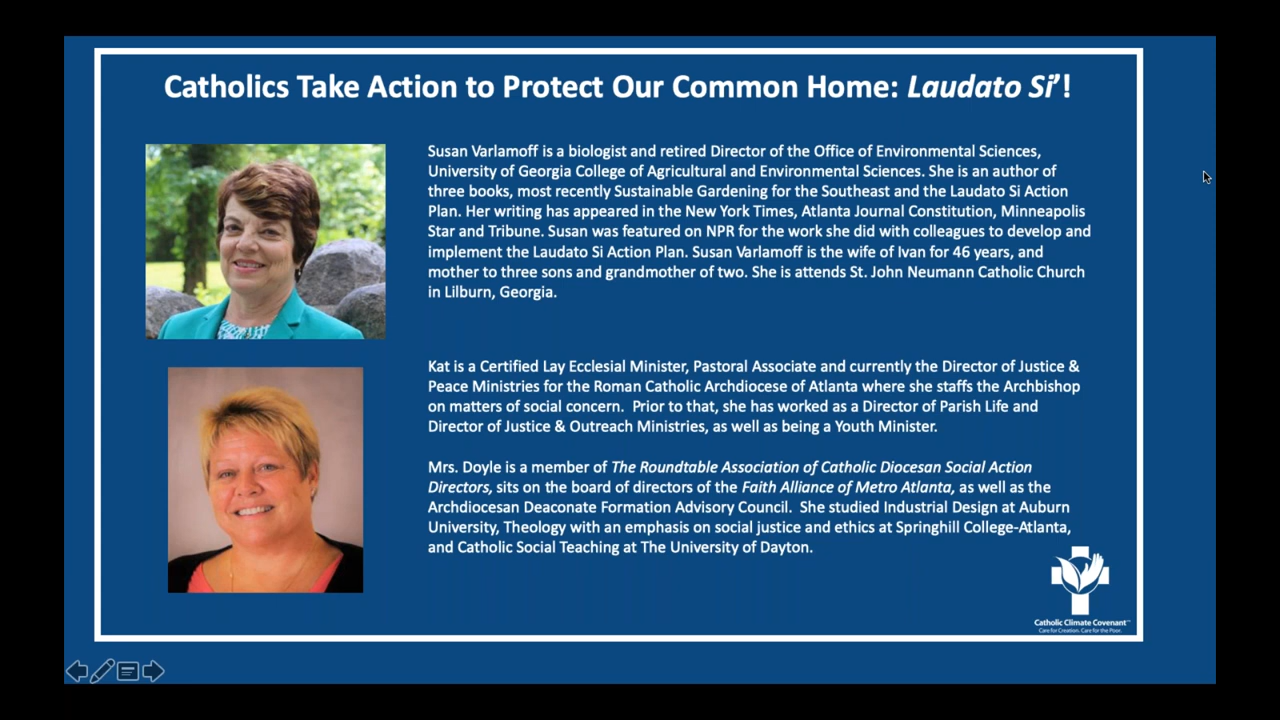 Catholics Take Action to Protect Our Common Home: Laudato Si’!
Susan Varlamoff is a biologist and retired Director of the Office of Environmental Sciences,
University of Georgia College of Agricultural and Environmental Sciences. She is an author of
three books, most recently Sustainable Gardening for the Southeast and the Laudato Si Action
Plan. Her writing has appeared in the New York Times, Atlanta Journal Constitution, Minneapolis
Star and Tribune. Susan was featured on NPR for the work she did with colleagues to develop and
implement the Laudato Si Action Plan. Susan Varlamoff is the wife of Ivan for 46 years, and
mother to three sons and grandmother of two. She is attends St. John Neumann Catholic Church
in Lilburn, Georgia.
Kat is a Certified Lay Ecclesial Minister, Pastoral Associate and currently the Director of Justice &
Peace Ministries for the Roman Catholic Archdiocese of Atlanta where she staffs the Archbishop
on matters of social concern.  Prior to that, she has worked as a Director of Parish Life and
Director of Justice & Outreach Ministries, as well as being a Youth Minister.
Mrs. Doyle is a member of The Roundtable Association of Catholic Diocesan Social Action
Directors, sits on the board of directors of the Faith Alliance of Metro Atlanta, as well as the
Archdiocesan Deaconate Formation Advisory Council.  She studied Industrial Design at Auburn
University, Theology with an emphasis on social justice and ethics at Springhill College-Atlanta,
and Catholic Social Teaching at The University of Dayton.
Catholic Climate Covenant
Care for Creation. Care for the Poor.